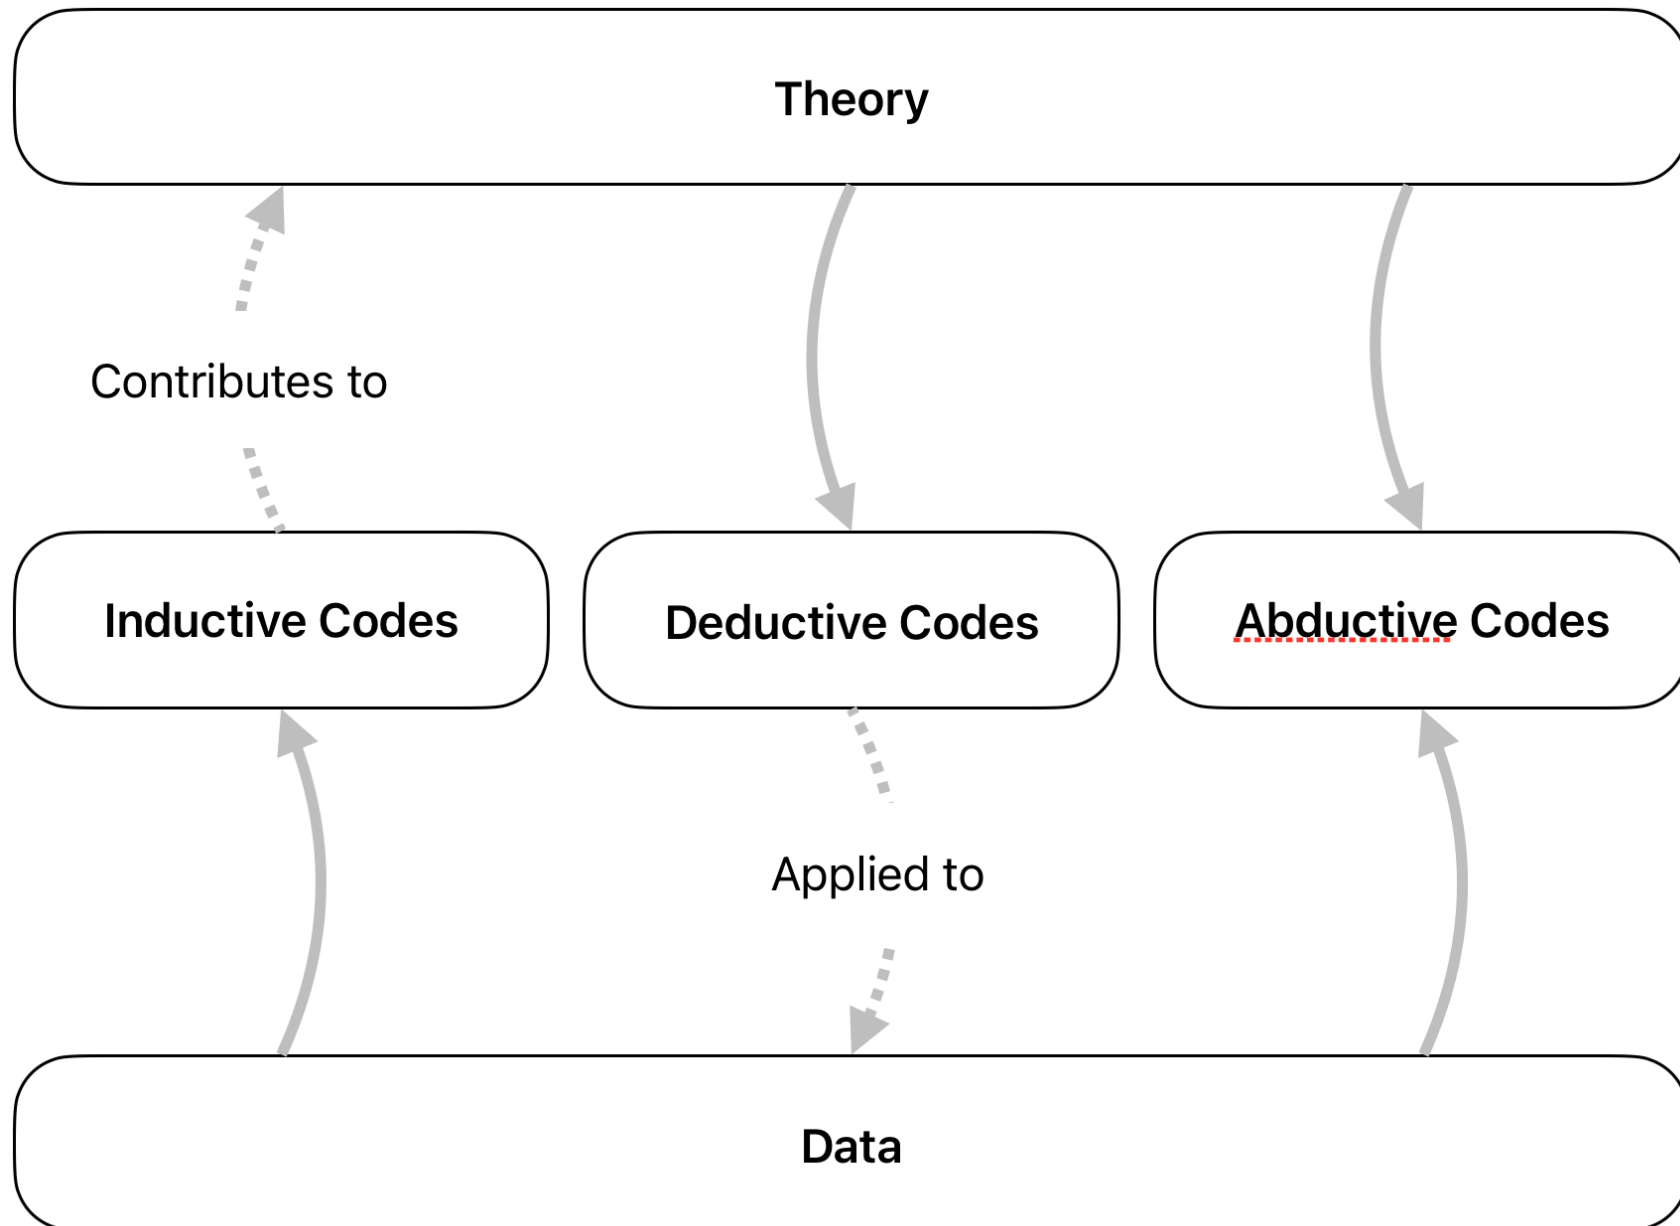 Theory
Contributes to
Inductive Codes
Deductive Codes
Abductive Codes
Applied to
Data